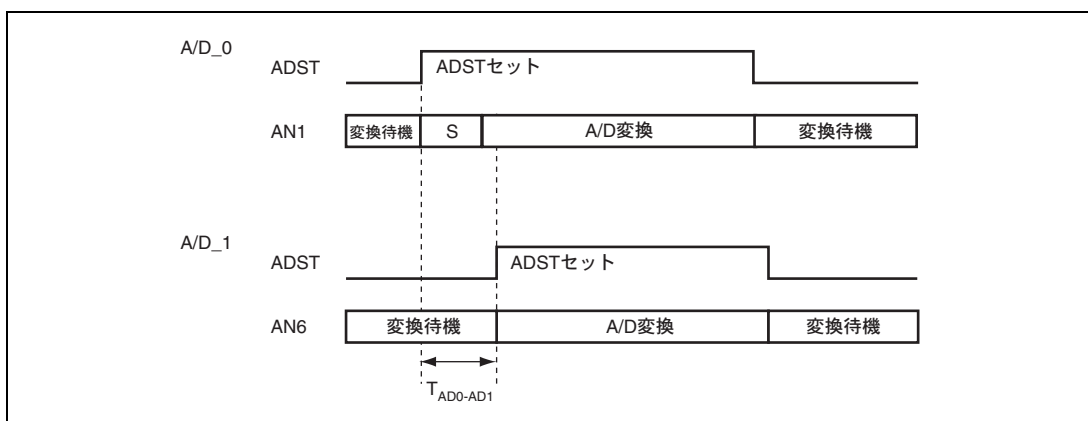 A/D_0
ADST
ADSTセット
AN1
変換待機
S
A/D変換
変換待機
A/D_1
ADST
ADSTセット
AN6
変換待機
A/D変換
変換待機
TAD0-AD1